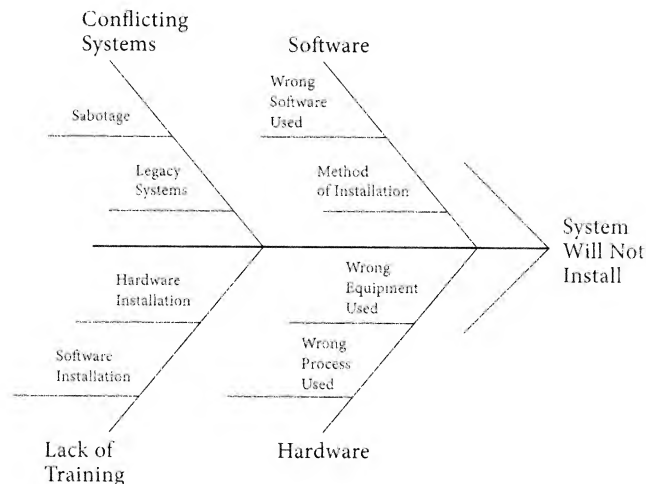 Conflicting
Systems
Software
Wrong
Software
Used
Sabotage
Legacy
Systems
Method
of Installation
System
Will Not
Install
Hardware
Installation
Wrong
Equipment
Used
Software
Installation
Wrong
Process
Used
Lack of
Training
Hardware